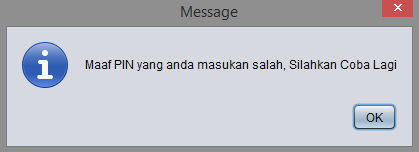 Message
Maaf PIN yang anda masukan salah, Silahkan Coba Lagi
OK